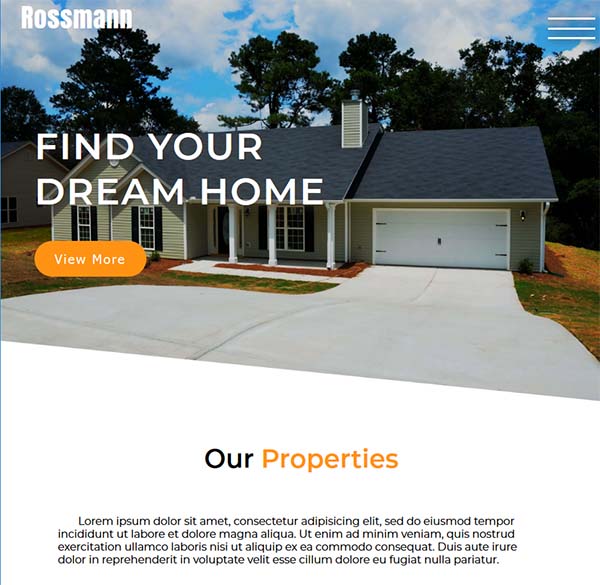 Rossmann
FIND YOUR
DREAM HOME
View More
Our Properties
Lorem ipsum dolor sit amet, consectetur adipisicing elit, sed do eiusmod tempor
incididunt ut labore et dolore magna aliqua. Ut enim ad minim veniam, quis nostrud
exercitation ullamco laboris nisi ut aliquip ex ea commodo consequat. Duis aute irure
dolor in reprehenderit in voluptate velit esse cillum dolore eu fugiat nulla pariatur.